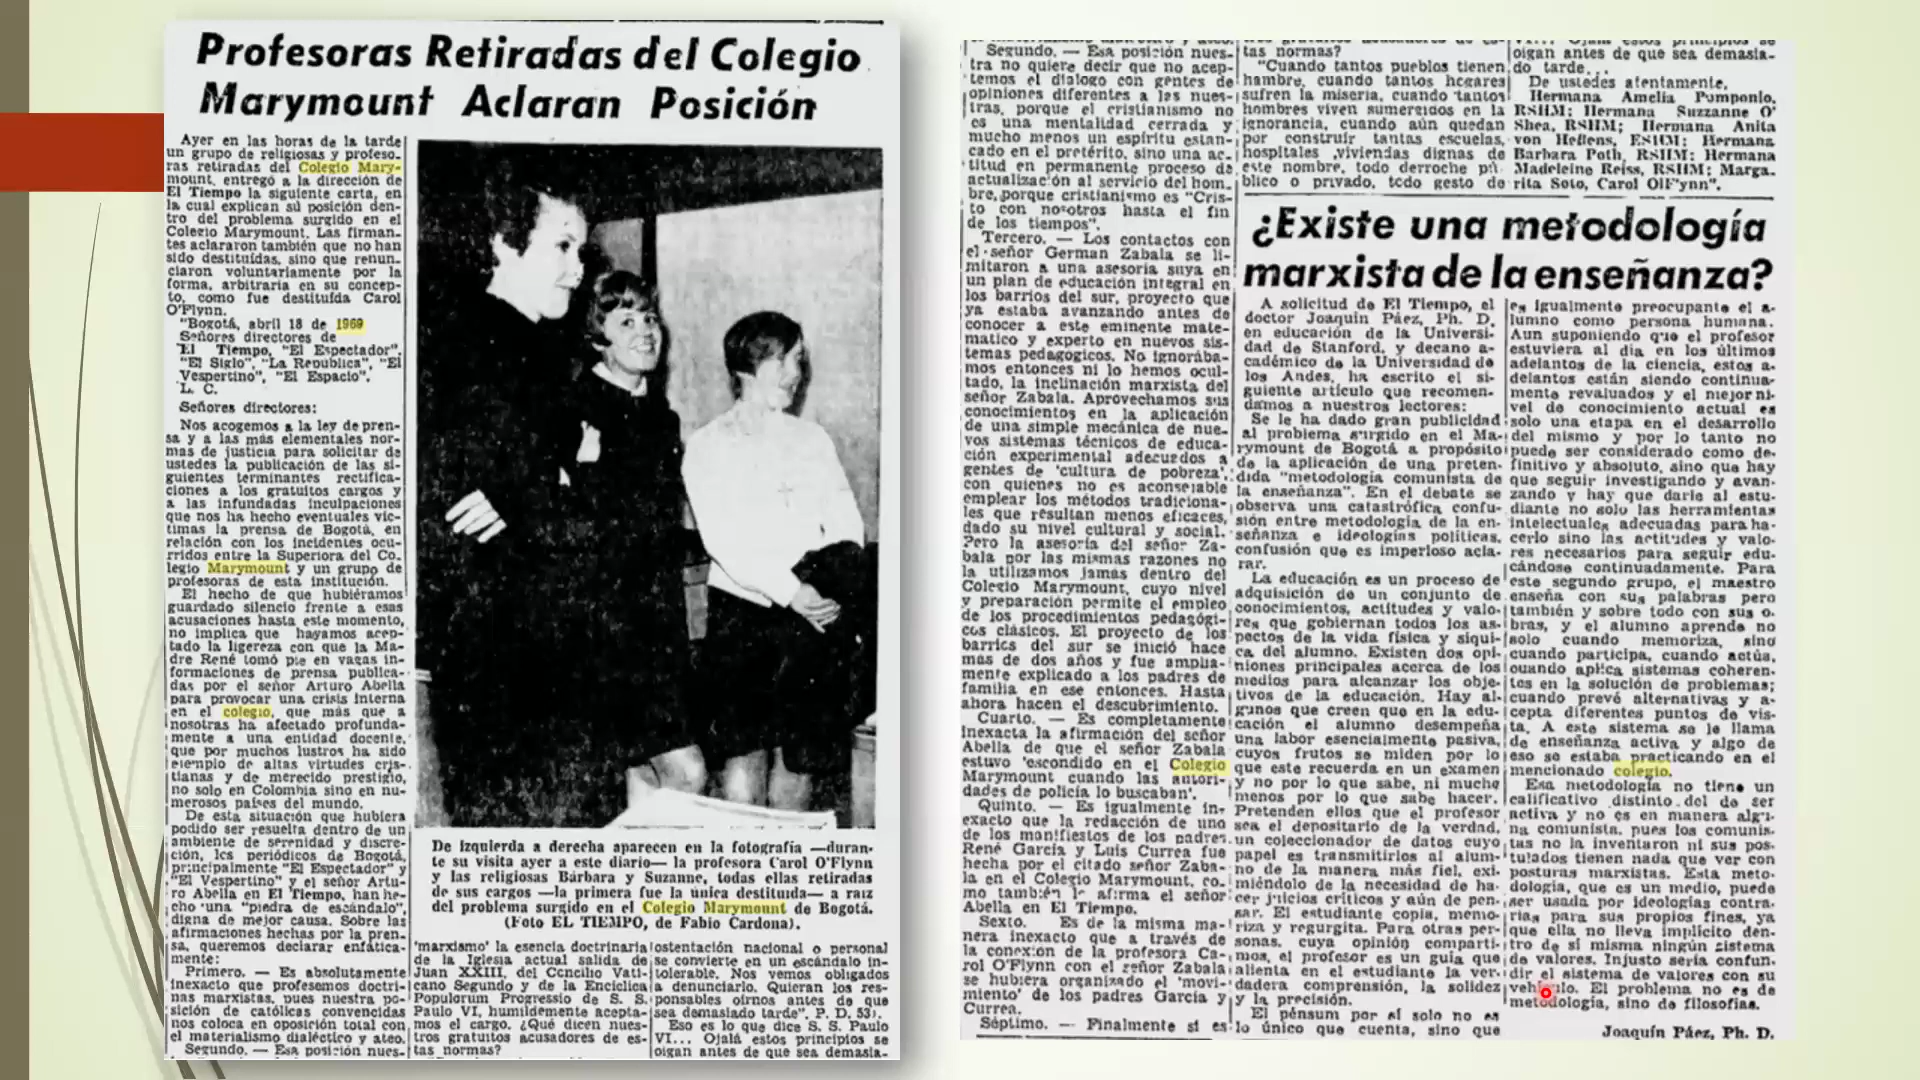 Profesoras Retiradas del Colegio
Marymount Aclaran Posición
Ayer en las horas de la tarde
un grupo de religiosas y profeso-
ras retiradas del Colegio Mary-
mount, entregó a la dirección de
El Tiempo la siguiente carta, en
la cual explican su posición den-
tro del problema surgido en el
Colegio Marymount. Las firman-
tes aclararon también que no han
sido destituídas, sino que renun-
ciaron voluntariamente por la
forma, arbitraria en su concep-
to, como fue destituída Carol
O'Flynn.
"Bogotá, abril 18 de 1969
Señores directores de
El Tiempo, "El Espectador",
"El Siglo", "La República", "El
Vespertino", "El Espacio".
L. C.
Señores directores:
Nos acogemos a la ley de pren-
sa y a las más elementales nor-
mas de justicia para solicitar de
ustedes la publicación de las si-
guientes terminantes rectifica-
ciones a los gratuitos cargos y
a las infundadas inculpaciones
que nos ha hecho eventuales víc-
timas la prensa de Bogotá, en
relación con los incidentes ocu-
rridos entre la Superiora del Co-
legio Marymount y un grupo de
profesoras de esta institución.
El hecho de que hubiéramos
guardado silencio frente a esas
acusaciones hasta este momento,
no implica que hayamos acep-
tado la ligereza con que la Ma-
dre René tomó pie en vagas in-
formaciones de prensa publica-
das por el señor Arturo Abella
para provocar una crisis interna
en el colegio, que más que a
nosotras ha afectado profunda-
mente a una entidad docente,
que por muchos lustros ha sido
ejemplo de altas virtudes cris-
tianas y de merecido prestigio,
no solo en Colombia sino en nu-
merosos países del mundo.
De esta situación que hubiera
podido ser resuelta dentro de un
ambiente de serenidad y discre-
ción, los periódicos de Bogotá,
principalmente "El Espectador" y
"El Vespertino" y el señor Artu-
ro Abella en El Tiempo, han he-
cho una "piedra de escándalo",
digna de mejor causa. Sobre las
afirmaciones hechas por la pren-
sa, queremos declarar enfática-
mente:
Primero. — Es absolutamente
inexacto que profesemos doctri-
nas marxistas, pues nuestra po-
sición de católicas convencidas
nos coloca en oposición total con
el materialismo dialéctico y ateo.
Segundo. — Esa posición nues-
De izquierda a derecha aparecen en la fotografía —duran-
te su visita ayer a este diario— la profesora Carol O'Flynn
y las religiosas Bárbara y Suzanne, todas ellas retiradas
de sus cargos —la primera fue la única destituída— a raíz
del problema surgido en el Colegio Marymount de Bogotá.
(Foto EL TIEMPO, de Fabio Cardona).
'marxismo' la esencia doctrinaria
de la Iglesia actual salida de
Juan XXIII, del Concilio Vati-
cano Segundo y de la Encíclica
Populorum Progressio de S. S.
Paulo VI, humildemente acepta-
mos el cargo. ¿Qué dicen nues-
tros gratuitos acusadores de es-
tas normas?
ostentación nacional o personal
se convierte en un escándalo in-
tolerable. Nos vemos obligados
a denunciarlo. Quieran los res-
ponsables oírnos antes de que
sea demasiado tarde". P. D. 53).
Eso es lo que dice S. S. Paulo
VI... Ojalá estos principios se
oigan antes de que sea demasia-
Segundo. — Esa posición nues-
tra no quiere decir que no acep-
temos el diálogo con gentes de
opiniones diferentes a las nues-
tras, porque el cristianismo no
es una mentalidad cerrada y
mucho menos un espíritu estan-
cado en el pretérito, sino una ac-
titud en permanente proceso de
actualización al servicio del hom-
bre, porque cristianismo es "Cris-
to con nosotros hasta el fin
de los tiempos".
Tercero. — Los contactos con
el señor German Zabala se li-
mitaron a una asesoría suya en
un plan de educación integral en
los barrios del sur, proyecto que
ya estaba avanzando antes de
conocer a este eminente mate-
mático y experto en nuevos sis-
temas pedagógicos. No ignorába-
mos entonces ni lo hemos ocul-
tado, la inclinación marxista del
señor Zabala. Aprovechamos sus
conocimientos en la aplicación
de una simple mecánica de nue-
vos sistemas técnicos de educa-
ción experimental adecuados a
gentes de 'cultura de pobreza',
con quienes no es aconsejable
emplear los métodos tradiciona-
les que resultan menos eficaces,
dado su nivel cultural y social.
Pero la asesoría del señor Za-
bala por las mismas razones no
la utilizamos jamás dentro del
Colegio Marymount, cuyo nivel
y preparación permite el empleo
de los procedimientos pedagógi-
cos clásicos. El proyecto de los
barrios del sur se inició hace
más de dos años y fue amplia-
mente explicado a los padres de
familia en ese entonces. Hasta
ahora hacen el descubrimiento.
Cuarto. — Es completamente
inexacta la afirmación del señor
Abella de que el señor Zabala
estuvo 'escondido en el Colegio
Marymount cuando las autori-
dades de policía lo buscaban'.
Quinto. — Es igualmente in-
exacto que la redacción de uno
de los manifiestos de los padres
René García y Luis Currea fue
hecha por el citado señor Zaba-
la en el Colegio Marymount, co-
mo también lo afirma el señor
Abella en El Tiempo.
Sexto. Es de la misma ma-
nera inexacto que a través de
la conexión de la profesora Ca-
rol O'Flynn con el señor Zabala
se hubiera organizado el 'movi-
miento' de los padres García y
Currea.
Séptimo. — Finalmente si es
tas normas?
"Cuando tantos pueblos tienen
hambre, cuando tantos hogares
sufren la miseria, cuando tantos
hombres viven sumergidos en la
ignorancia, cuando aún quedan
por construir tantas escuelas,
hospitales, viviendas dignas de
este nombre, todo derroche pú-
blico o privado, todo gesto de
oigan antes de que sea demasia-
do tarde...
De ustedes atentamente,
Hermana Amelia Pumponlo,
RSHM; Hermana Suzzanne O'
Shea, RSHM; Hermana Anita
von Hellens, ESHM; Hermana
Barbara Poth, RSHM; Hermana
Madeleine Reiss, RSHM; Marga-
rita Soto, Carol OlF'ynn".
¿Existe una metodología
marxista de la enseñanza?
A solicitud de El Tiempo, el
doctor Joaquín Páez, Ph. D.
en educación de la Universi-
dad de Stanford, y decano a-
cadémico de la Universidad de
los Andes, ha escrito el si-
guiente artículo que recomen-
damos a nuestros lectores:
Se le ha dado gran publicidad
al problema surgido en el Ma-
rymount de Bogotá a propósito
de la aplicación de una preten-
dida "metodología comunista de
la enseñanza". En el debate se
observa una catastrófica confu-
sión entre metodología de la en-
señanza e ideologías políticas,
confusión que es imperioso acla-
rar.
La educación es un proceso de
adquisición de un conjunto de
conocimientos, actitudes y valo-
res que gobiernan todos los as-
pectos de la vida física y síqui-
ca del alumno. Existen dos opi-
niones principales acerca de los
medios para alcanzar los obje-
tivos de la educación. Hay al-
gunos que creen que en la edu-
cación el alumno desempeña
una labor esencialmente pasiva,
cuyos frutos se miden por lo
que este recuerda en un examen
y no por lo que sabe, ni mucho
menos por lo que sabe hacer.
Pretenden ellos que el profesor
sea el depositario de la verdad,
un coleccionador de datos cuyo
papel es transmitirlos al alum-
no de la manera más fiel, exi-
miéndolo de la necesidad de ha-
cer juicios críticos y aún de pen-
sar. El estudiante copia, memo-
riza y regurgita. Para otras per-
sonas, cuya opinión comparti-
mos, el profesor es un guía que
alienta en el estudiante la ver-
dadera comprensión, la solidez
y la precisión.
El pénsum por sí solo no es
lo único que cuenta, sino que
es igualmente preocupante el a-
lumno como persona humana.
Aun suponiendo que el profesor
estuviera al día en los últimos
adelantos de la ciencia, estos a-
delantos están siendo continua-
mente revaluados y el mejor ni-
vel de conocimiento actual es
solo una etapa en el desarrollo
del mismo y por lo tanto no
puede ser considerado como de-
finitivo y absoluto, sino que hay
que seguir investigando y avan-
zando y hay que darle al estu-
diante no solo las herramientas
intelectuales adecuadas para ha-
cerlo sino las actitudes y valo-
res necesarios para seguir edu-
cándose continuamente. Para
este segundo grupo, el maestro
enseña con sus palabras pero
también y sobre todo con sus o-
bras, y el alumno aprende no
solo cuando memoriza, sino
cuando participa, cuando actúa,
cuando aplica sistemas coheren-
tes en la solución de problemas;
cuando prevé alternativas y a-
cepta diferentes puntos de vis-
ta. A este sistema se le llama
de enseñanza activa y algo de
eso se estaba practicando en el
mencionado colegio.
Esa metodología no tiene un
calificativo distinto del de ser
activa y no es en manera algu-
na comunista, pues los comunis-
tas no la inventaron ni sus pos-
tulados tienen nada que ver con
posturas marxistas. Esta meto-
dología, que es un medio, puede
ser usada por ideologías contra-
rias para sus propios fines, ya
que ella no lleva implícito den-
tro de sí misma ningún sistema
de valores. Injusto sería confun-
dir el sistema de valores con su
vehículo. El problema no es de
metodología, sino de filosofías.
Joaquín Páez, Ph. D.